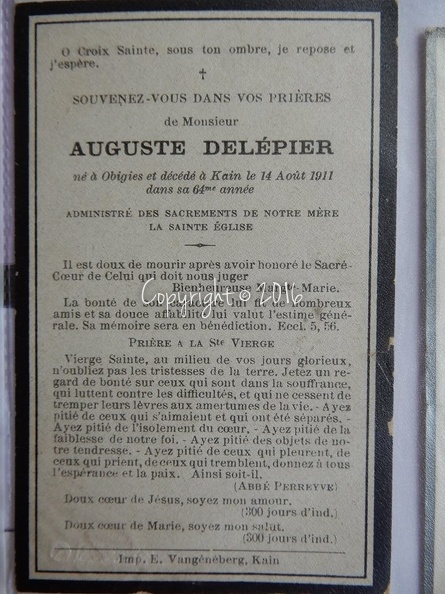 O Croix Sainte, sous ton ombre, je repose et
j'espère.
SOUVENEZ-VOUS DANS VOS PRIÈRES
de Monsieur
AUGUSTE DELÉPIER
né à Obigies et décédé à Kain le 14 Août 1911
dans sa 64me année
ADMINISTRÉ DES SACREMENTS DE NOTRE MÈRE
LA SAINTE ÉGLISE
Il est doux de mourir après avoir honoré le Sacré-
Cœur de Celui qui doit nous juger
Bienheureuse Margte-Marie.
Copyright © 2016
La bonté de son caractère lui fit de nombreux
amis et sa douce affabilité lui valut l'estime géné-
rale. Sa mémoire sera en bénédiction. Eccl. 5, 56.
PRIÈRE A LA Ste VIERGE
Vierge Sainte, au milieu de vos jours glorieux,
n'oubliez pas les tristesses de la terre. Jetez un re-
gard de bonté sur ceux qui sont dans la souffrance,
qui luttent contre les difficultés, et qui ne cessent de
tremper leurs lèvres aux amertumes de la vie. - Ayez
pitié de ceux qui s'aimaient et qui ont été séparés. -
Ayez pitié de l'isolement du cœur. - Ayez pitié de la
faiblesse de notre foi. - Ayez pitié des objets de no-
tre tendresse. - Ayez pitié de ceux qui pleurent, de
ceux qui prient, de ceux qui tremblent, donnez à tous
l'espérance et la paix. Ainsi soit-il.
(ABBÉ PERREYVE)
Doux cœur de Jésus, soyez mon amour.
(300 jours d'ind.)
Doux cœur de Marie, soyez mon salut.
(300 jours d'ind.)
Imp. E. Vangéneberg, Kain